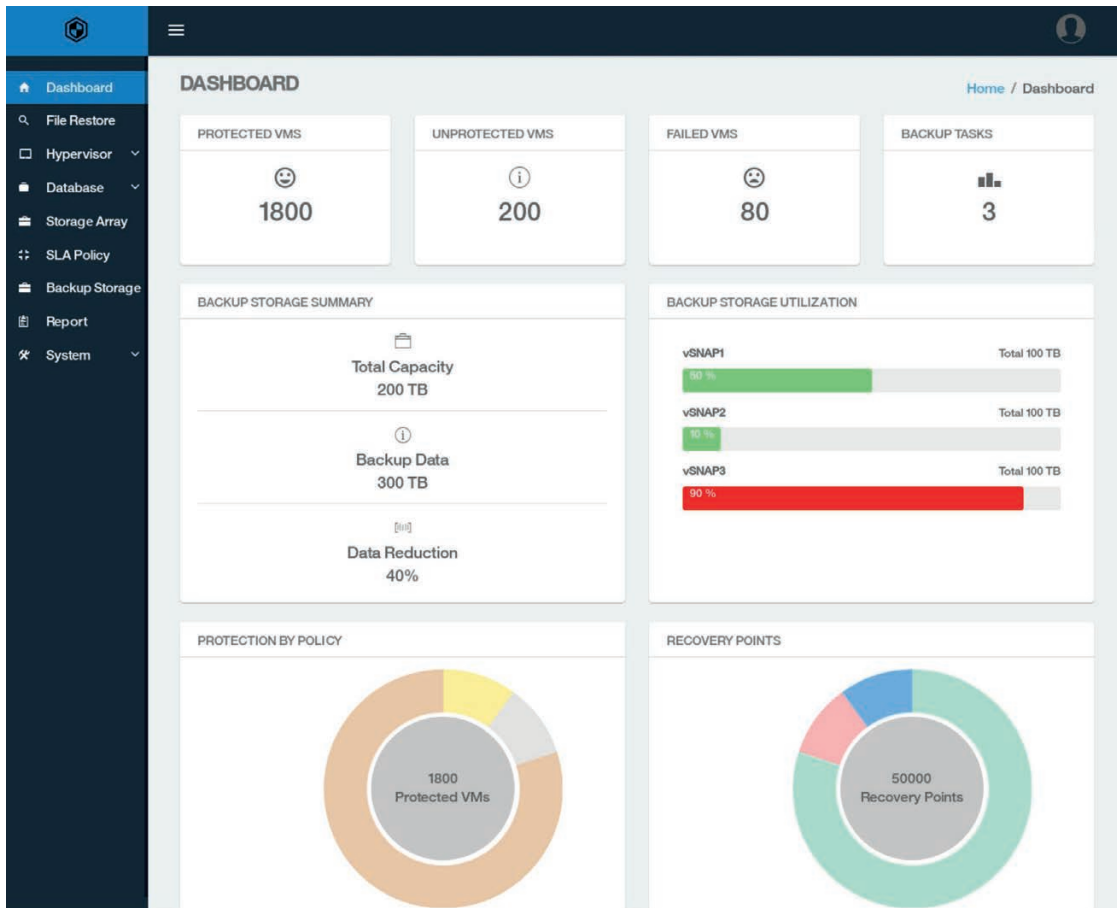 DASHBOARD
Home / Dashboard
Dashboard
File Restore
Hypervisor
Database
Storage Array
SLA Policy
Backup Storage
Report
System
PROTECTED VMS
1800
UNPROTECTED VMS
200
FAILED VMS
80
BACKUP TASKS
3
BACKUP STORAGE SUMMARY
Total Capacity
200 TB
Backup Data
300 TB
Data Reduction
40%
BACKUP STORAGE UTILIZATION
vSNAP1 Total 100 TB
50 %
vSNAP2 Total 100 TB
10 %
vSNAP3 Total 100 TB
90 %
PROTECTION BY POLICY
1800
Protected VMs
RECOVERY POINTS
50000
Recovery Points